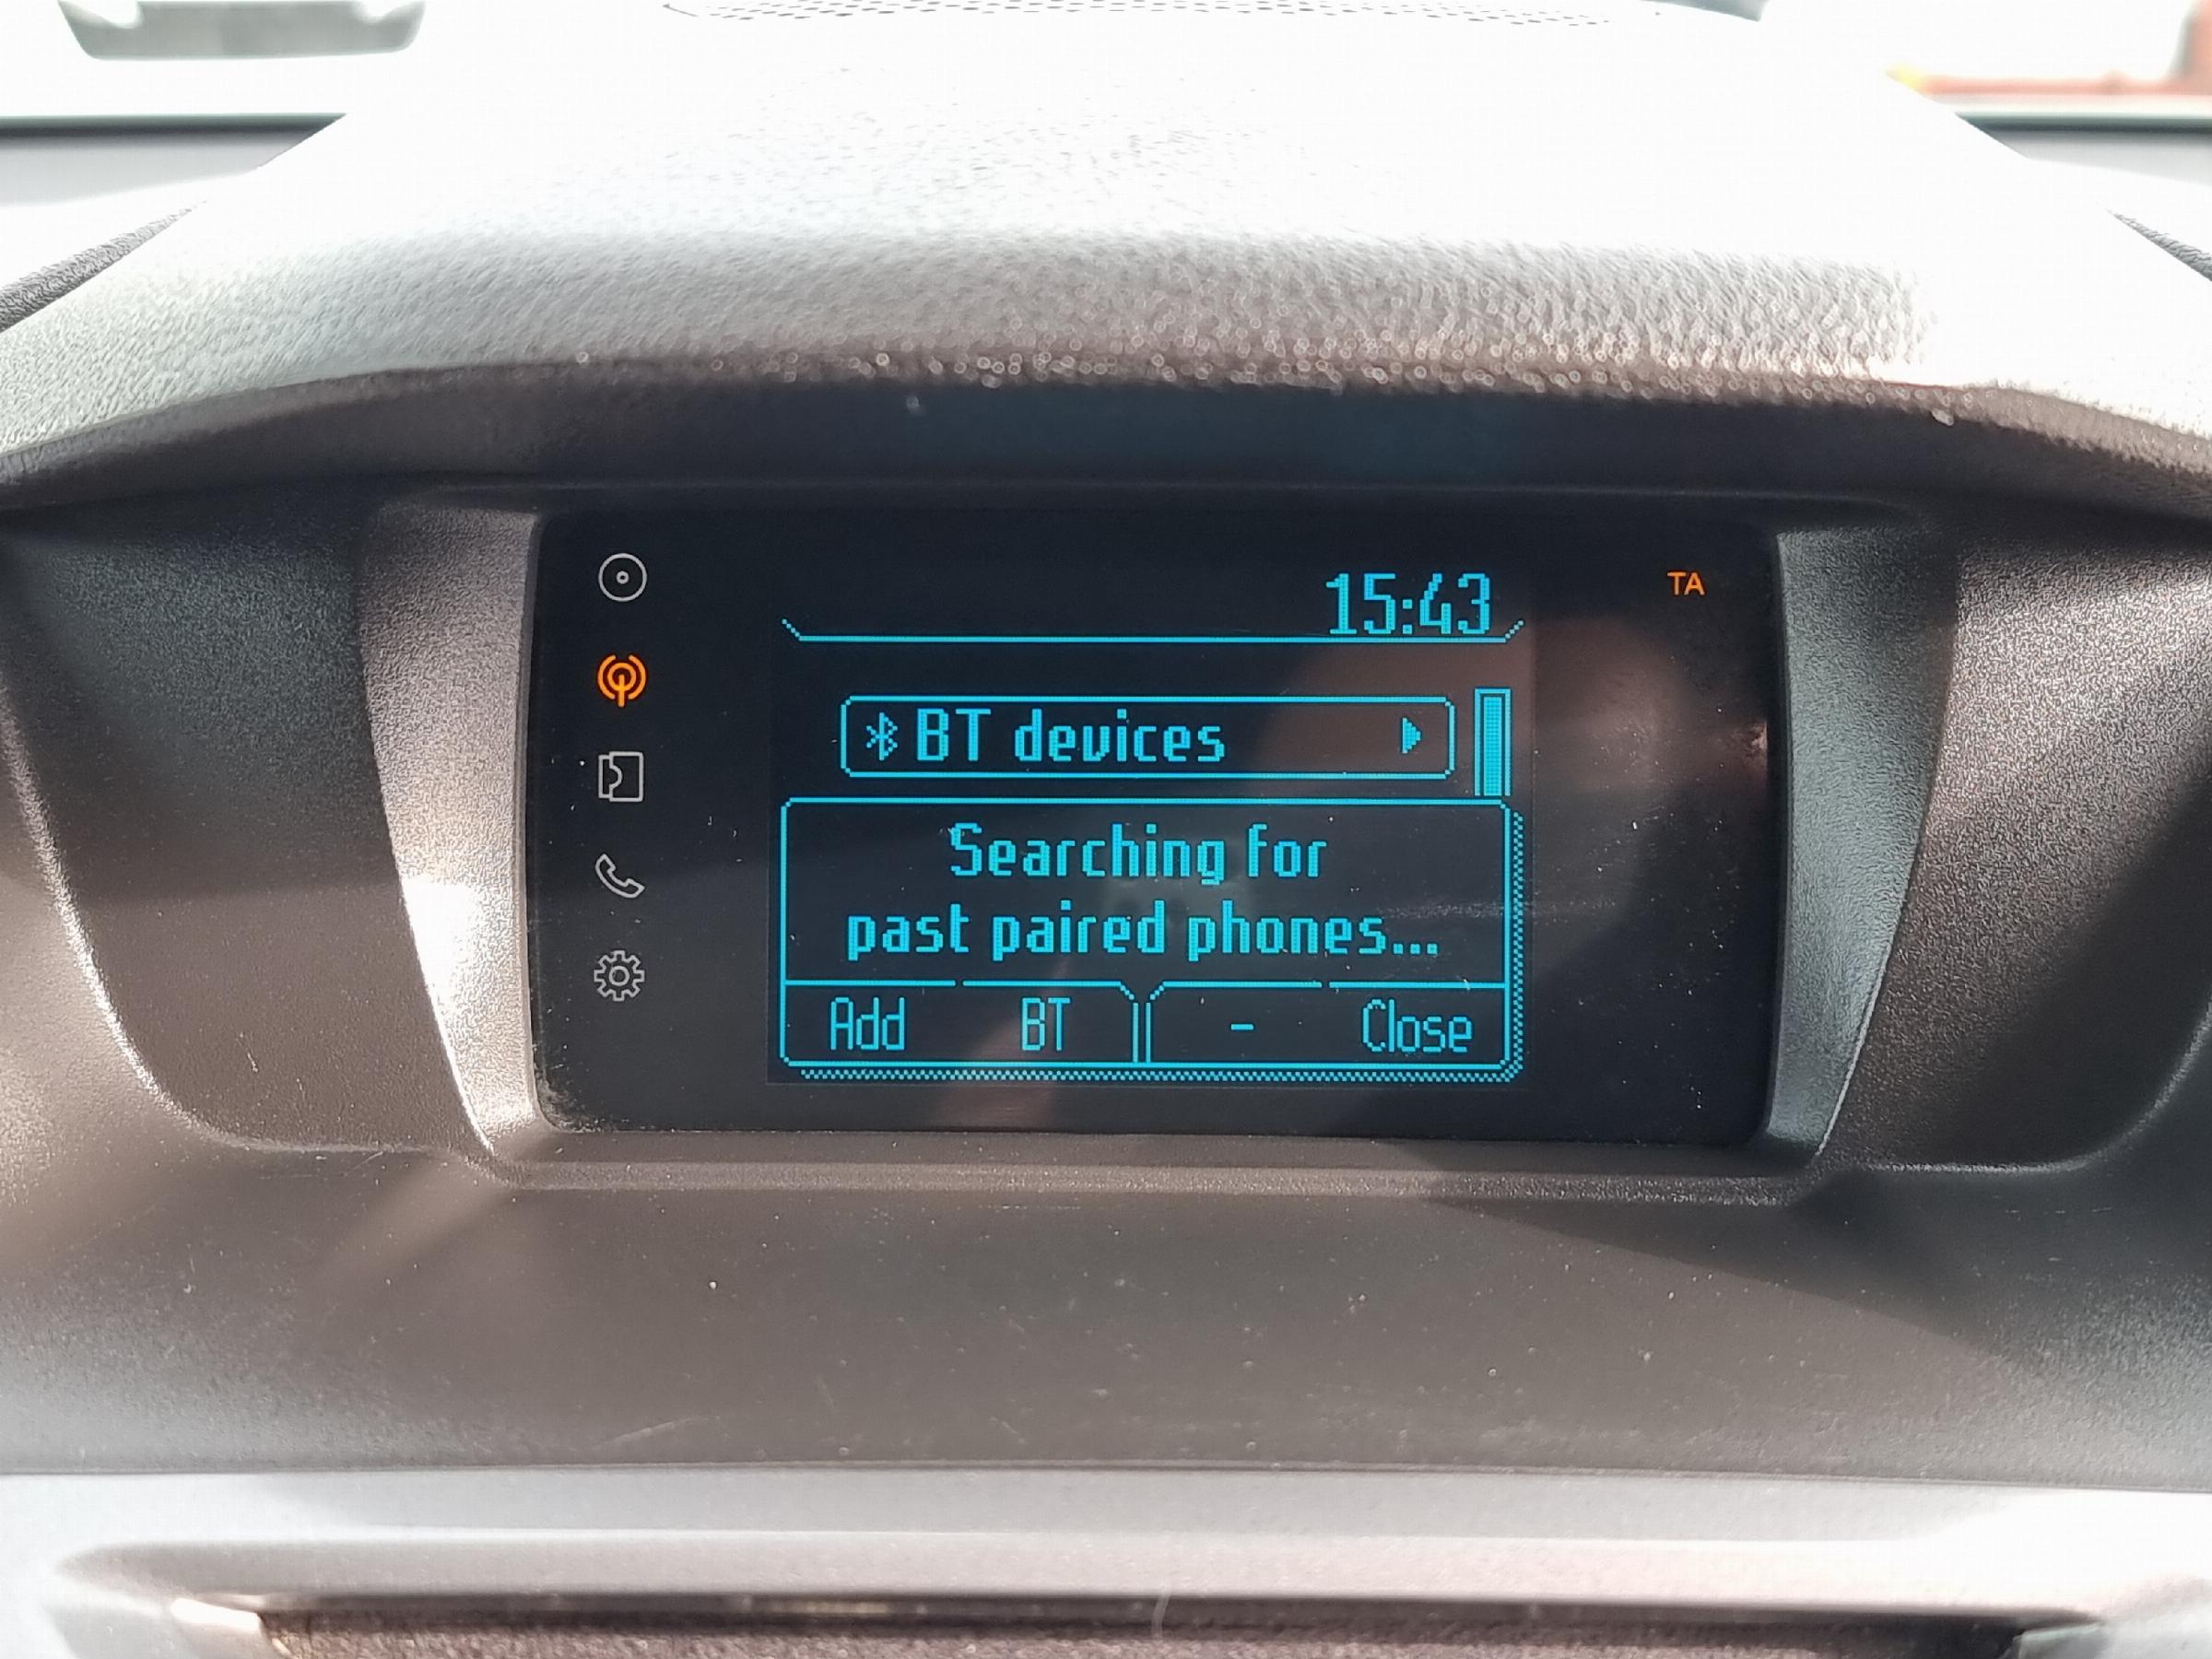 15:43
TA
BT devices
Searching for
past paired phones...
Add BT - Close